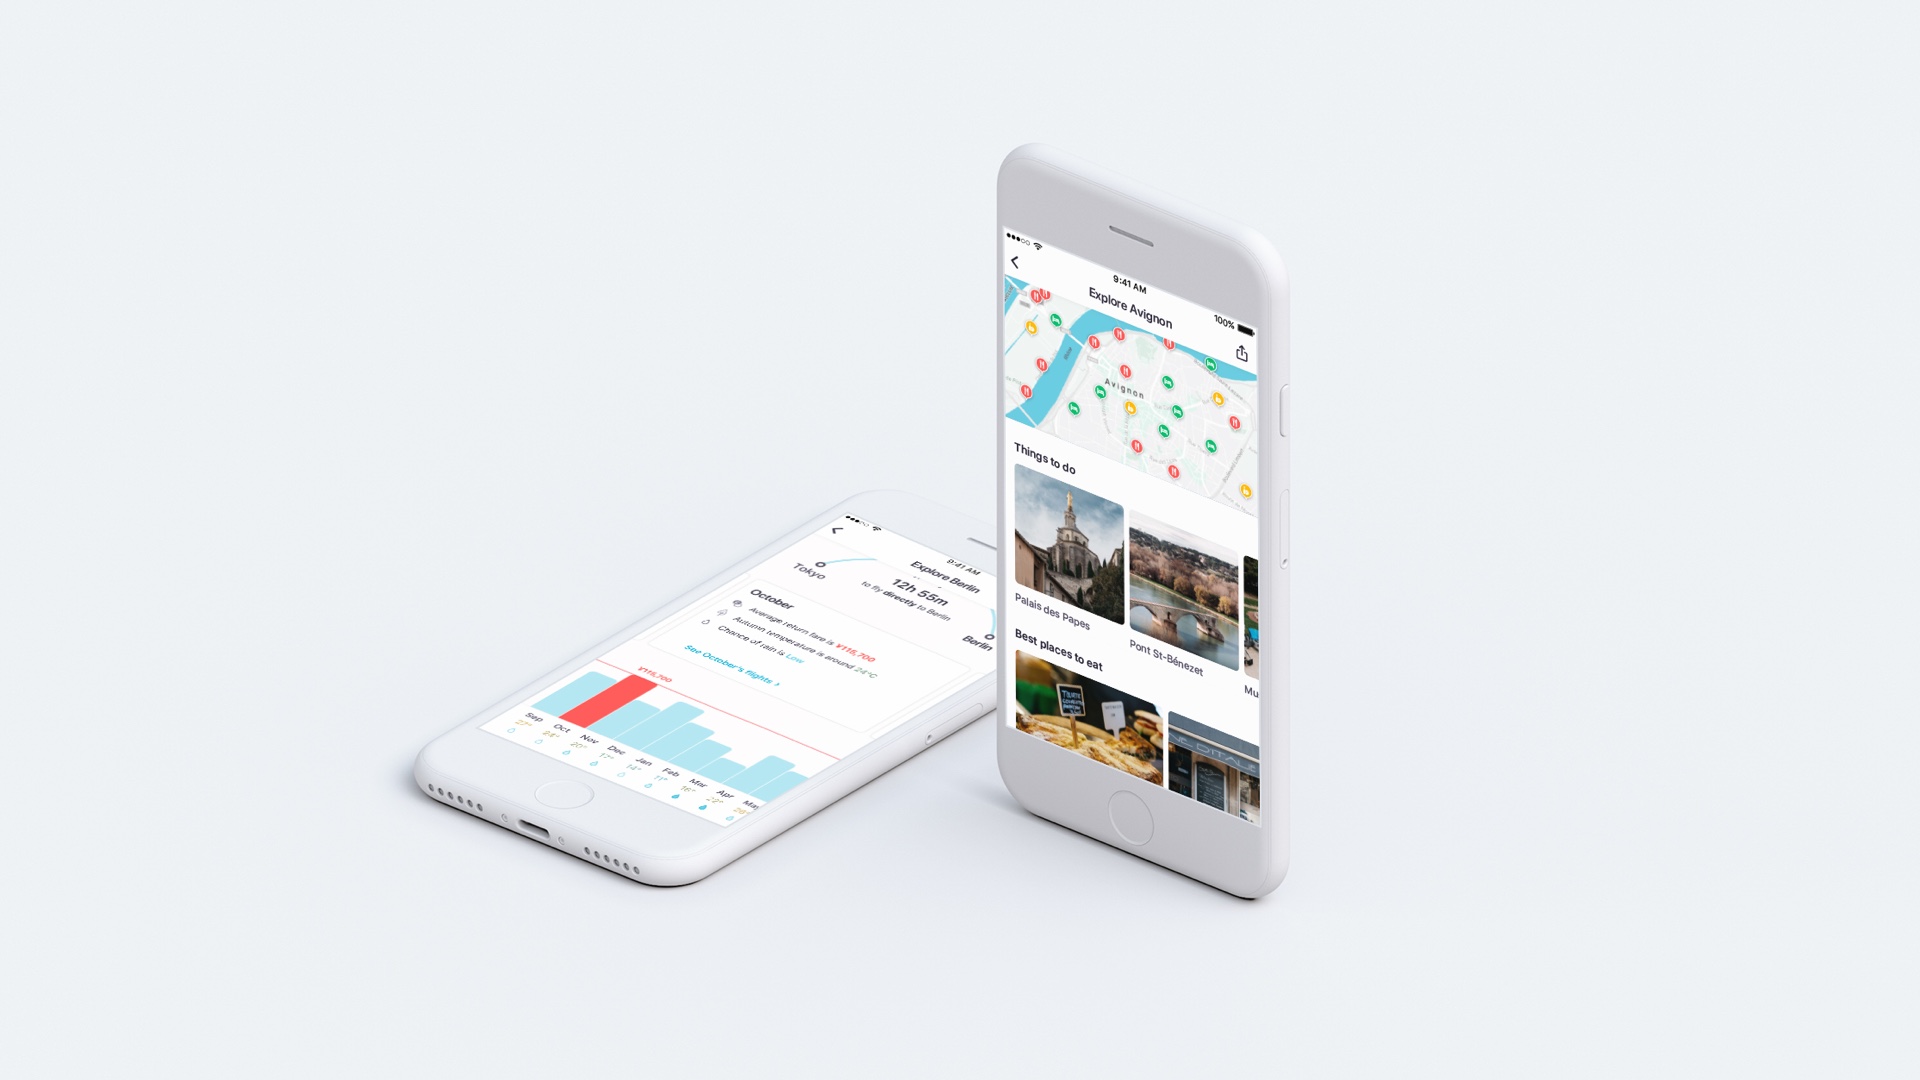 9:41 AM
Explore Berlin
Tokyo
12h 55m
to fly directly to Berlin
Berlin
October
Average return fare is ¥115,700
Autumn temperature is around 24°C
Chance of rain is Low
See October's flights >
¥115,700
Sep Oct Nov Dec Jan Feb Mar Apr May
27° 24° 20° 17° 14° 11° 16° 22° 26°
9:41 AM
100%
Explore Avignon
Avignon
Things to do
Palais des Papes
Pont St-Bénezet
Mu
Best places to eat